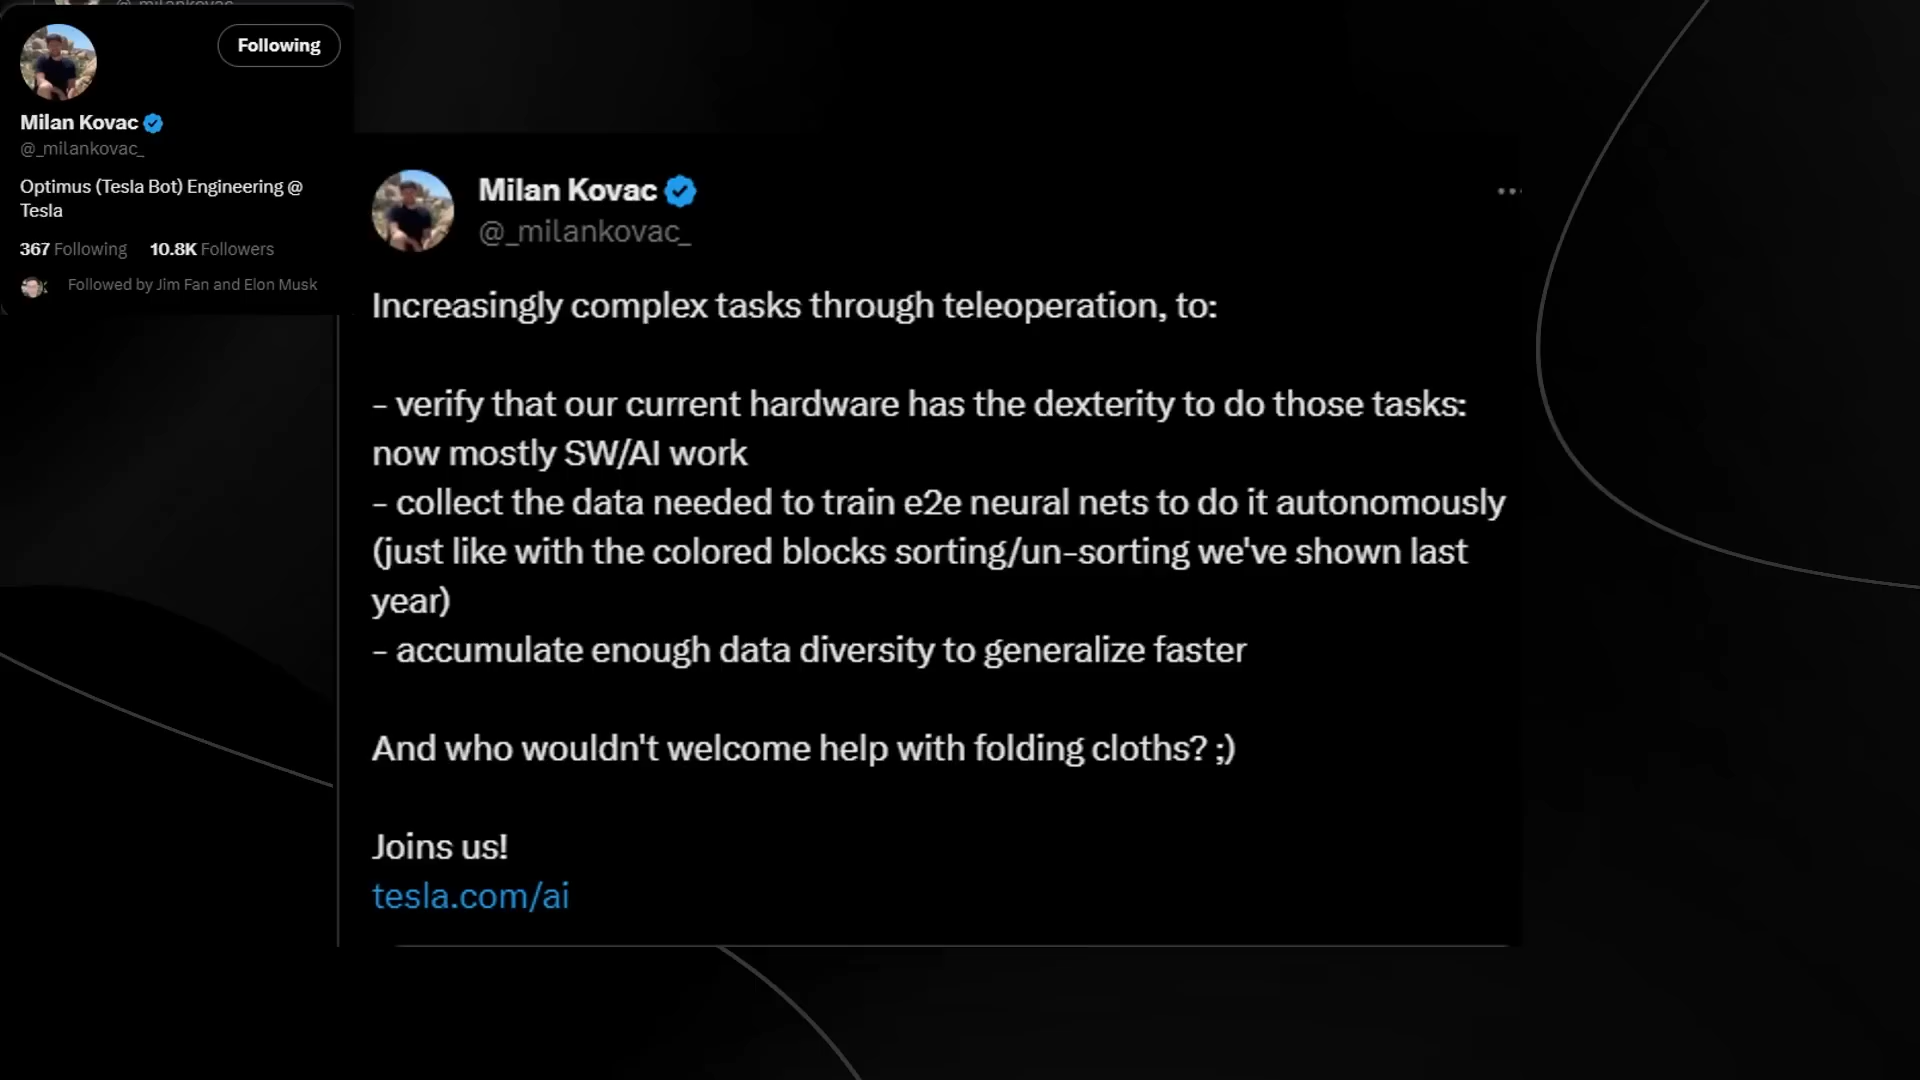 @_milankovac_
Following
Milan Kovac
@_milankovac_
Optimus (Tesla Bot) Engineering @
Tesla
367 Following 10.8K Followers
Followed by Jim Fan and Elon Musk
Milan Kovac
@_milankovac_
Increasingly complex tasks through teleoperation, to:
- verify that our current hardware has the dexterity to do those tasks:
now mostly SW/AI work
- collect the data needed to train e2e neural nets to do it autonomously
(just like with the colored blocks sorting/un-sorting we've shown last
year)
- accumulate enough data diversity to generalize faster
And who wouldn't welcome help with folding cloths? ;)
Joins us!
tesla.com/ai